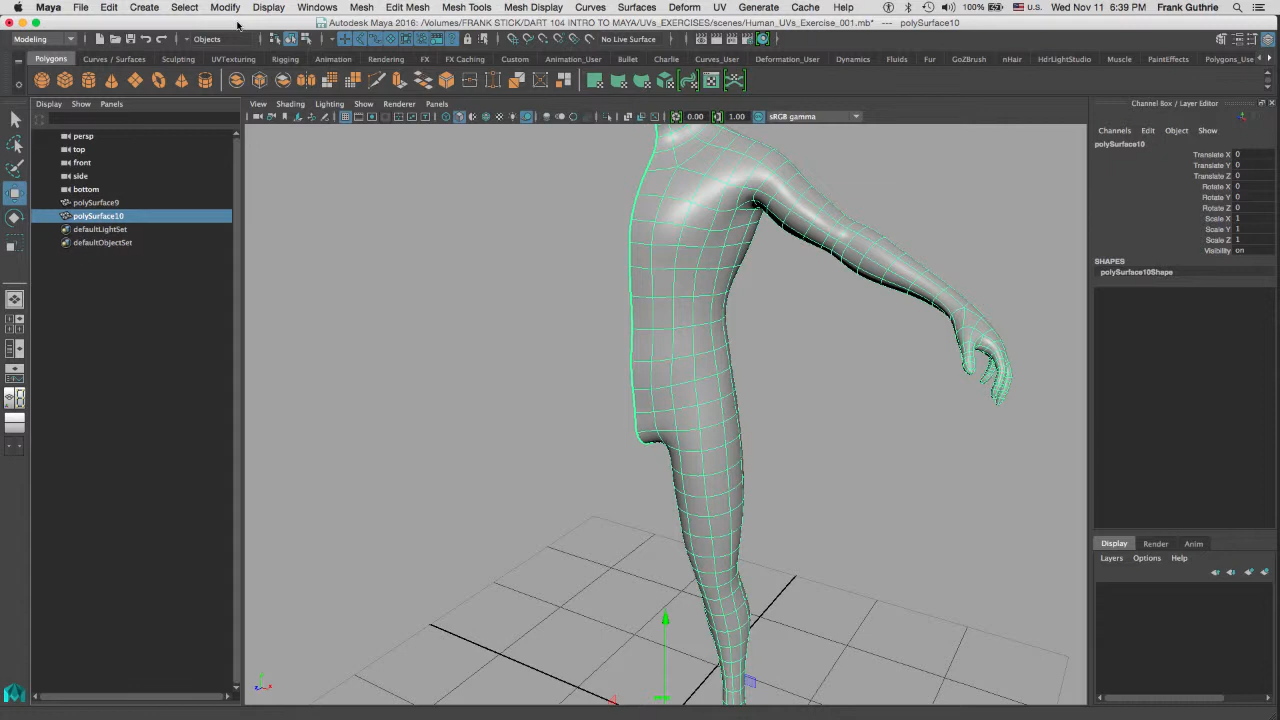 Maya File Edit Create Select Modify Display Windows Mesh Edit Mesh Mesh Tools Mesh Display Curves Surfaces Deform UV Generate Cache Help 100% U.S. Wed Nov 11 6:39 PM Frank Guthrie
Autodesk Maya 2016: /Volumes/FRANK STICK/DART 104 INTRO TO MAYA/UVs_EXERCISES/scenes/Human_UVs_Exercise_001.mb* --- polySurface10
Modeling Objects No Live Surface
Polygons Curves / Surfaces Sculpting UVTexturing Rigging Animation Rendering FX FX Caching Custom Animation_User Bullet Charlie Custom_User Deformation_User Dynamics Fluids Fur GoZBrush nHair HdrLightStudio Muscle PaintEffects Polygons_Use
Display Show Panels
View Shading Lighting Show Renderer Panels
0.00 1.00 sRGB gamma
persp
top
front
side
bottom
polySurface9
polySurface10
defaultLightSet
defaultObjectSet
Channel Box / Layer Editor
Channels Edit Object Show
polySurface10
Translate X 0
Translate Y 0
Translate Z 0
Rotate X 0
Rotate Y 0
Rotate Z 0
Scale X 1
Scale Y 1
Scale Z 1
Visibility on
SHAPES
polySurface10Shape
Display Render Anim
Layers Options Help